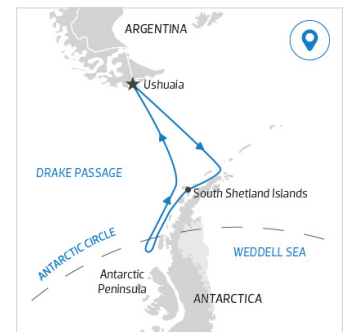 ARGENTINA
Ushuaia
DRAKE PASSAGE
South Shetland Islands
ANTARCTIC CIRCLE
WEDDELL SEA
Antarctic
Peninsula
ANTARCTICA